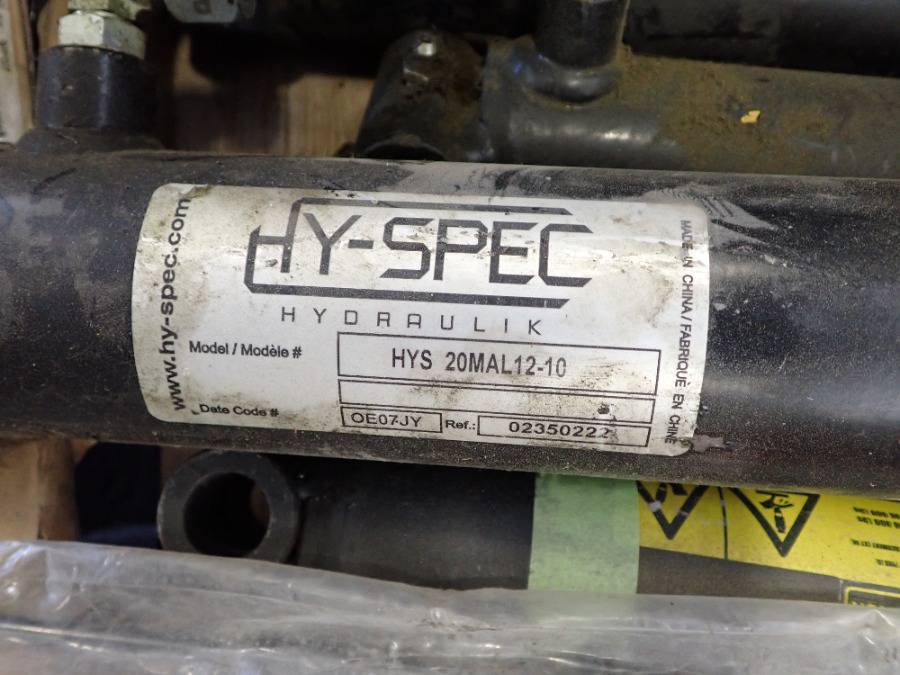 HY-SPEC
HYDRAULIK
www.hy-spec.com
Model / Modèle #
HYS 20MAL12-10
Date Code #
OE07JY
Ref.:
02350222
MADE IN CHINA / FABRIQUÉ EN CHINE